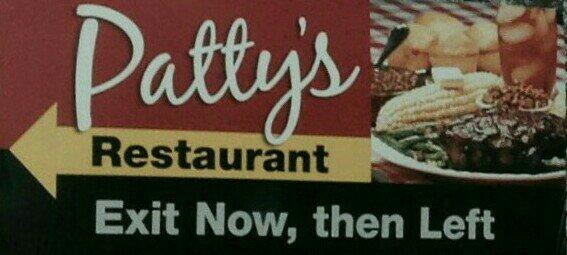 Patty's
Restaurant
Exit Now, then Left